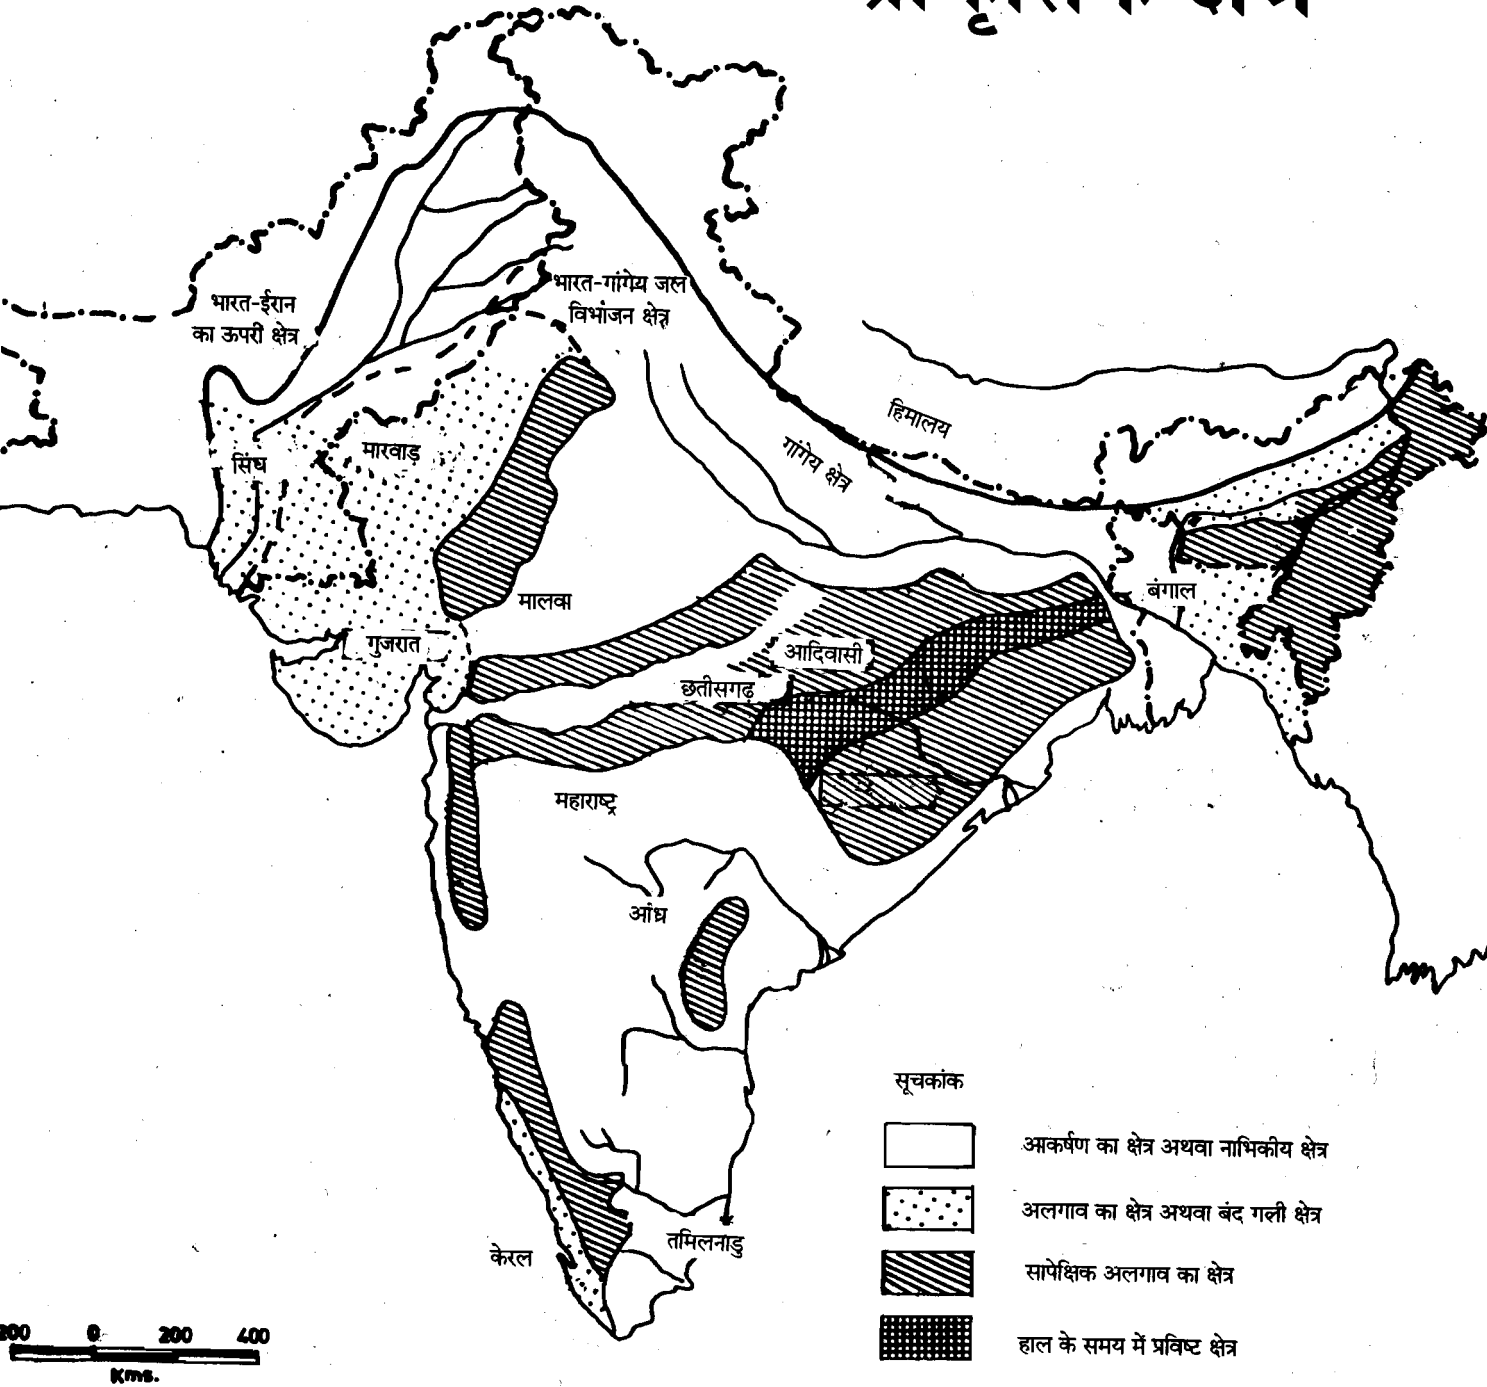 भारत-ईरान
का ऊपरी क्षेत्र
भारत-गांगेय जल
विभांजन क्षेत्र
हिमालय
गांगेय क्षेत्र
मारवाड़
सिंध
बंगाल
मालवा
गुजरात
आदिवासी
छतीसगढ़
महाराष्ट्र
आंध्र
सूचकांक
आकर्षण का क्षेत्र अथवा नाभिकीय क्षेत्र
अलगाव का क्षेत्र अथवा बंद गली क्षेत्र
तमिलनाडु
केरल
सापेक्षिक अलगाव का क्षेत्र
हाल के समय में प्रविष्ट क्षेत्र
200 0 200 400
Kms.